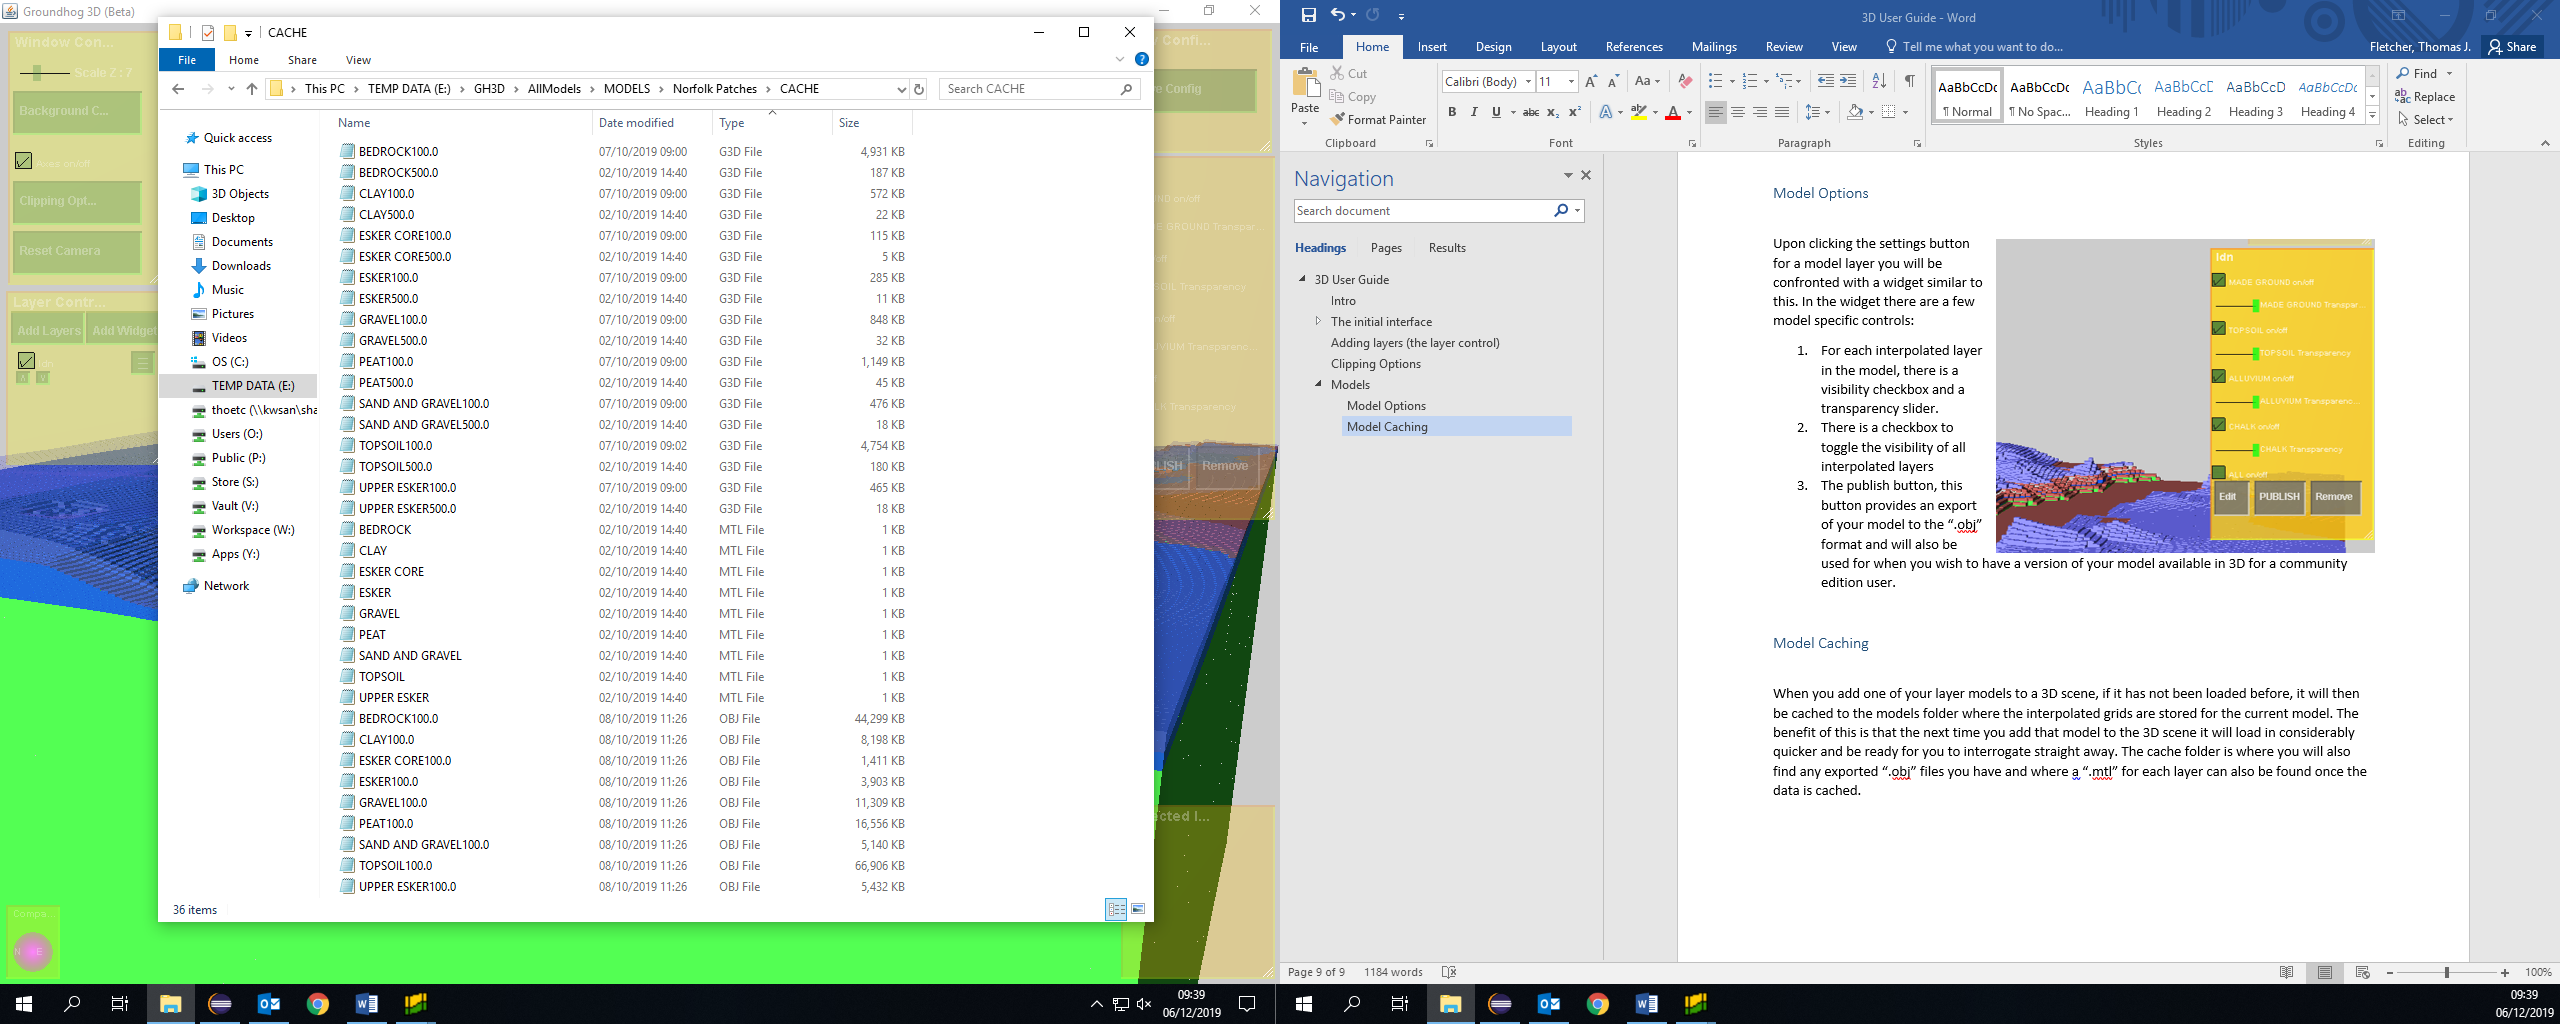 Groundhog 3D (Beta)
Window Con...
Scale Z : 7
Background C...
Axes on/off
Clipping Opt...
Reset Camera
Layer Contr...
Add Layers
Add Widget
ldn
CACHE
File
Home
Share
View
This PC > TEMP DATA (E:) > GH3D > AllModels > MODELS > Norfolk Patches > CACHE
Search CACHE
Quick access
This PC
3D Objects
Desktop
Documents
Downloads
Music
Pictures
Videos
OS (C:)
TEMP DATA (E:)
thoetc (\\kwsan\sha
Users (O:)
Public (P:)
Store (S:)
Vault (V:)
Workspace (W:)
Apps (Y:)
Network
Name Date modified Type Size
BEDROCK100.0 07/10/2019 09:00 G3D File 4,931 KB
BEDROCK500.0 02/10/2019 14:40 G3D File 187 KB
CLAY100.0 07/10/2019 09:00 G3D File 572 KB
CLAY500.0 02/10/2019 14:40 G3D File 22 KB
ESKER CORE100.0 07/10/2019 09:00 G3D File 115 KB
ESKER CORE500.0 02/10/2019 14:40 G3D File 5 KB
ESKER100.0 07/10/2019 09:00 G3D File 285 KB
ESKER500.0 02/10/2019 14:40 G3D File 11 KB
GRAVEL100.0 07/10/2019 09:00 G3D File 848 KB
GRAVEL500.0 02/10/2019 14:40 G3D File 32 KB
PEAT100.0 07/10/2019 09:00 G3D File 1,149 KB
PEAT500.0 02/10/2019 14:40 G3D File 45 KB
SAND AND GRAVEL100.0 07/10/2019 09:00 G3D File 476 KB
SAND AND GRAVEL500.0 02/10/2019 14:40 G3D File 18 KB
TOPSOIL100.0 07/10/2019 09:02 G3D File 4,754 KB
TOPSOIL500.0 02/10/2019 14:40 G3D File 180 KB
UPPER ESKER100.0 07/10/2019 09:00 G3D File 465 KB
UPPER ESKER500.0 02/10/2019 14:40 G3D File 18 KB
BEDROCK 02/10/2019 14:40 MTL File 1 KB
CLAY 02/10/2019 14:40 MTL File 1 KB
ESKER CORE 02/10/2019 14:40 MTL File 1 KB
ESKER 02/10/2019 14:40 MTL File 1 KB
GRAVEL 02/10/2019 14:40 MTL File 1 KB
PEAT 02/10/2019 14:40 MTL File 1 KB
SAND AND GRAVEL 02/10/2019 14:40 MTL File 1 KB
TOPSOIL 02/10/2019 14:40 MTL File 1 KB
UPPER ESKER 02/10/2019 14:40 MTL File 1 KB
BEDROCK100.0 08/10/2019 11:26 OBJ File 44,299 KB
CLAY100.0 08/10/2019 11:26 OBJ File 8,198 KB
ESKER CORE100.0 08/10/2019 11:26 OBJ File 1,411 KB
ESKER100.0 08/10/2019 11:26 OBJ File 3,903 KB
GRAVEL100.0 08/10/2019 11:26 OBJ File 11,309 KB
PEAT100.0 08/10/2019 11:26 OBJ File 16,556 KB
SAND AND GRAVEL100.0 08/10/2019 11:26 OBJ File 5,140 KB
TOPSOIL100.0 08/10/2019 11:26 OBJ File 66,906 KB
UPPER ESKER100.0 08/10/2019 11:26 OBJ File 5,432 KB
36 items
Remove
Compa...
N E
09:39
06/12/2019
3D User Guide - Word
File Home Insert Design Layout References Mailings Review View Tell me what you want to do...
Fletcher, Thomas J.
Share
Paste
Cut
Copy
Format Painter
Clipboard
Calibri (Body) 11
Font
Paragraph
AaBbCcDc AaBbCcDc AaBbC( AaBbCcE AaBbCcD AaBbCcDc
¶ Normal ¶ No Spac... Heading 1 Heading 2 Heading 3 Heading 4
Styles
Find
Replace
Select
Editing
Navigation
Search document
Headings Pages Results
3D User Guide
Intro
The initial interface
Adding layers (the layer control)
Clipping Options
Models
Model Options
Model Caching
Model Options
Upon clicking the settings button
for a model layer you will be
confronted with a widget similar to
this. In the widget there are a few
model specific controls:
1. For each interpolated layer
in the model, there is a
visibility checkbox and a
transparency slider.
2. There is a checkbox to
toggle the visibility of all
interpolated layers
3. The publish button, this
button provides an export
of your model to the “.obj”
format and will also be
used for when you wish to have a version of your model available in 3D for a community
edition user.
ldn
MADE GROUND on/off
MADE GROUND Transpar...
TOPSOIL on/off
TOPSOIL Transparency
ALLUVIUM on/off
ALLUVIUM Transparenc...
CHALK on/off
CHALK Transparency
ALL on/off
Edit
PUBLISH
Remove
Model Caching
When you add one of your layer models to a 3D scene, if it has not been loaded before, it will then
be cached to the models folder where the interpolated grids are stored for the current model. The
benefit of this is that the next time you add that model to the 3D scene it will load in considerably
quicker and be ready for you to interrogate straight away. The cache folder is where you will also
find any exported “.obj” files you have and where a “.mtl” for each layer can also be found once the
data is cached.
Page 9 of 9 1184 words
100%
09:39
06/12/2019